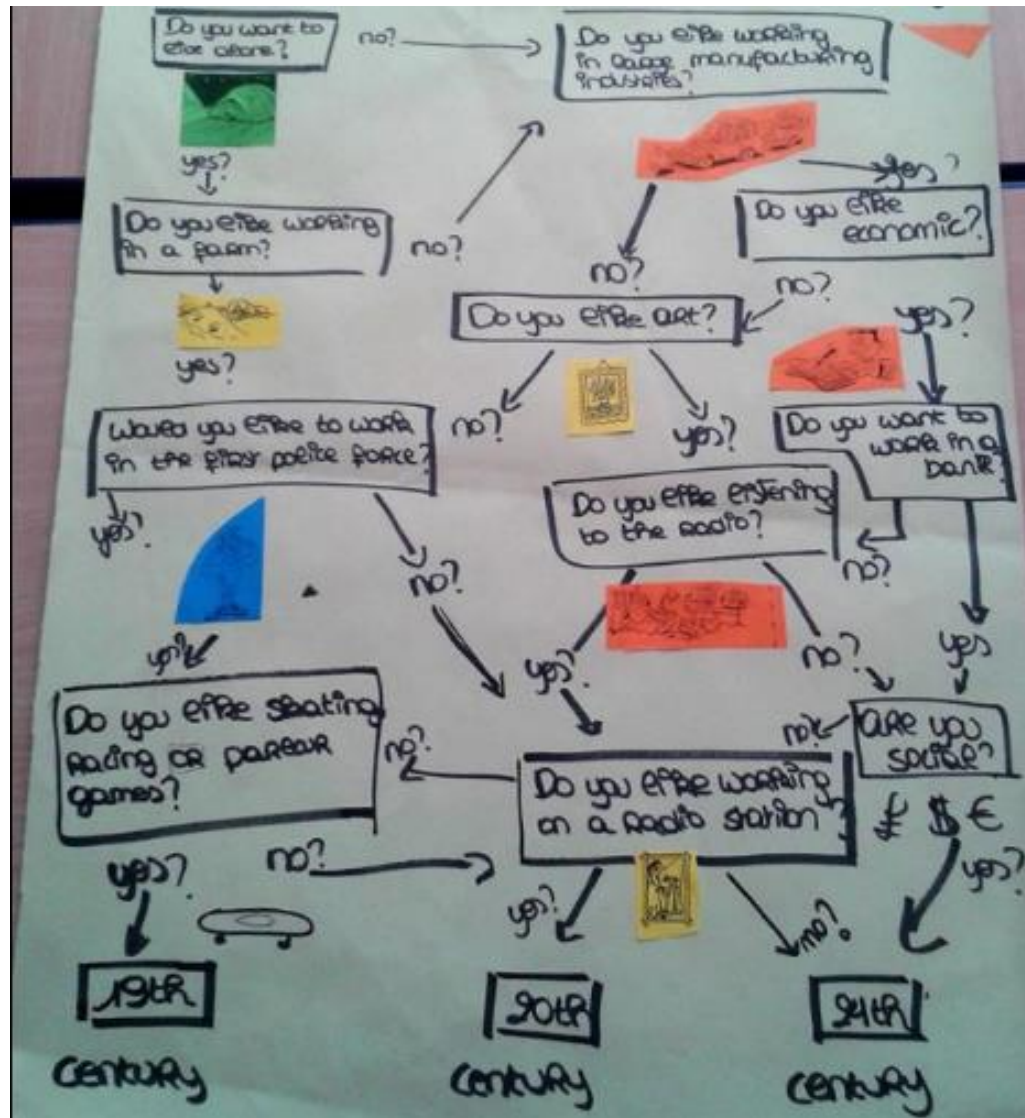 Do you want to
live alone?
no?
Do you like working
in large manufacturing
industries?
yes?
yes?
Do you like working
in a farm?
no?
Do you like
economic?
no?
no?
Do you like art?
yes?
yes?
Would you like to work
in the first polite force?
no?
yes?
Do you want to
work in a
bank?
yes?
Do you like listening
to the radio?
no?
no?
yes?
yes?
no?
yes
Do you like skating
racing or parkour
games?
no?
no?
Are you
social?
Do you like working
on a radio station?
$ €
yes?
no?
yes?
no?
yes?
19th
20th
21th
century
century
century